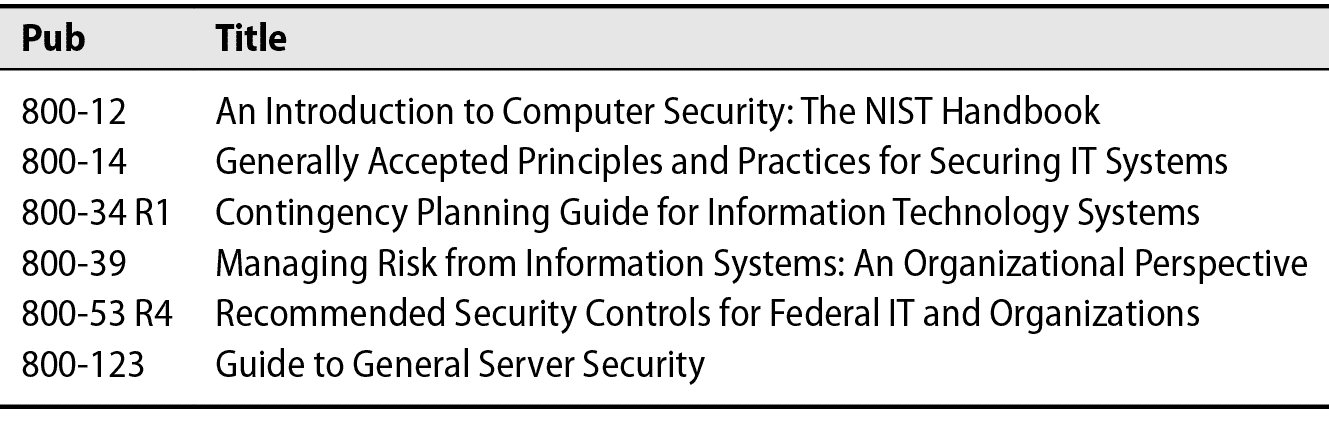 Pub Title
800-12 An Introduction to Computer Security: The NIST Handbook
800-14 Generally Accepted Principles and Practices for Securing IT Systems
800-34 R1 Contingency Planning Guide for Information Technology Systems
800-39 Managing Risk from Information Systems: An Organizational Perspective
800-53 R4 Recommended Security Controls for Federal IT and Organizations
800-123 Guide to General Server Security